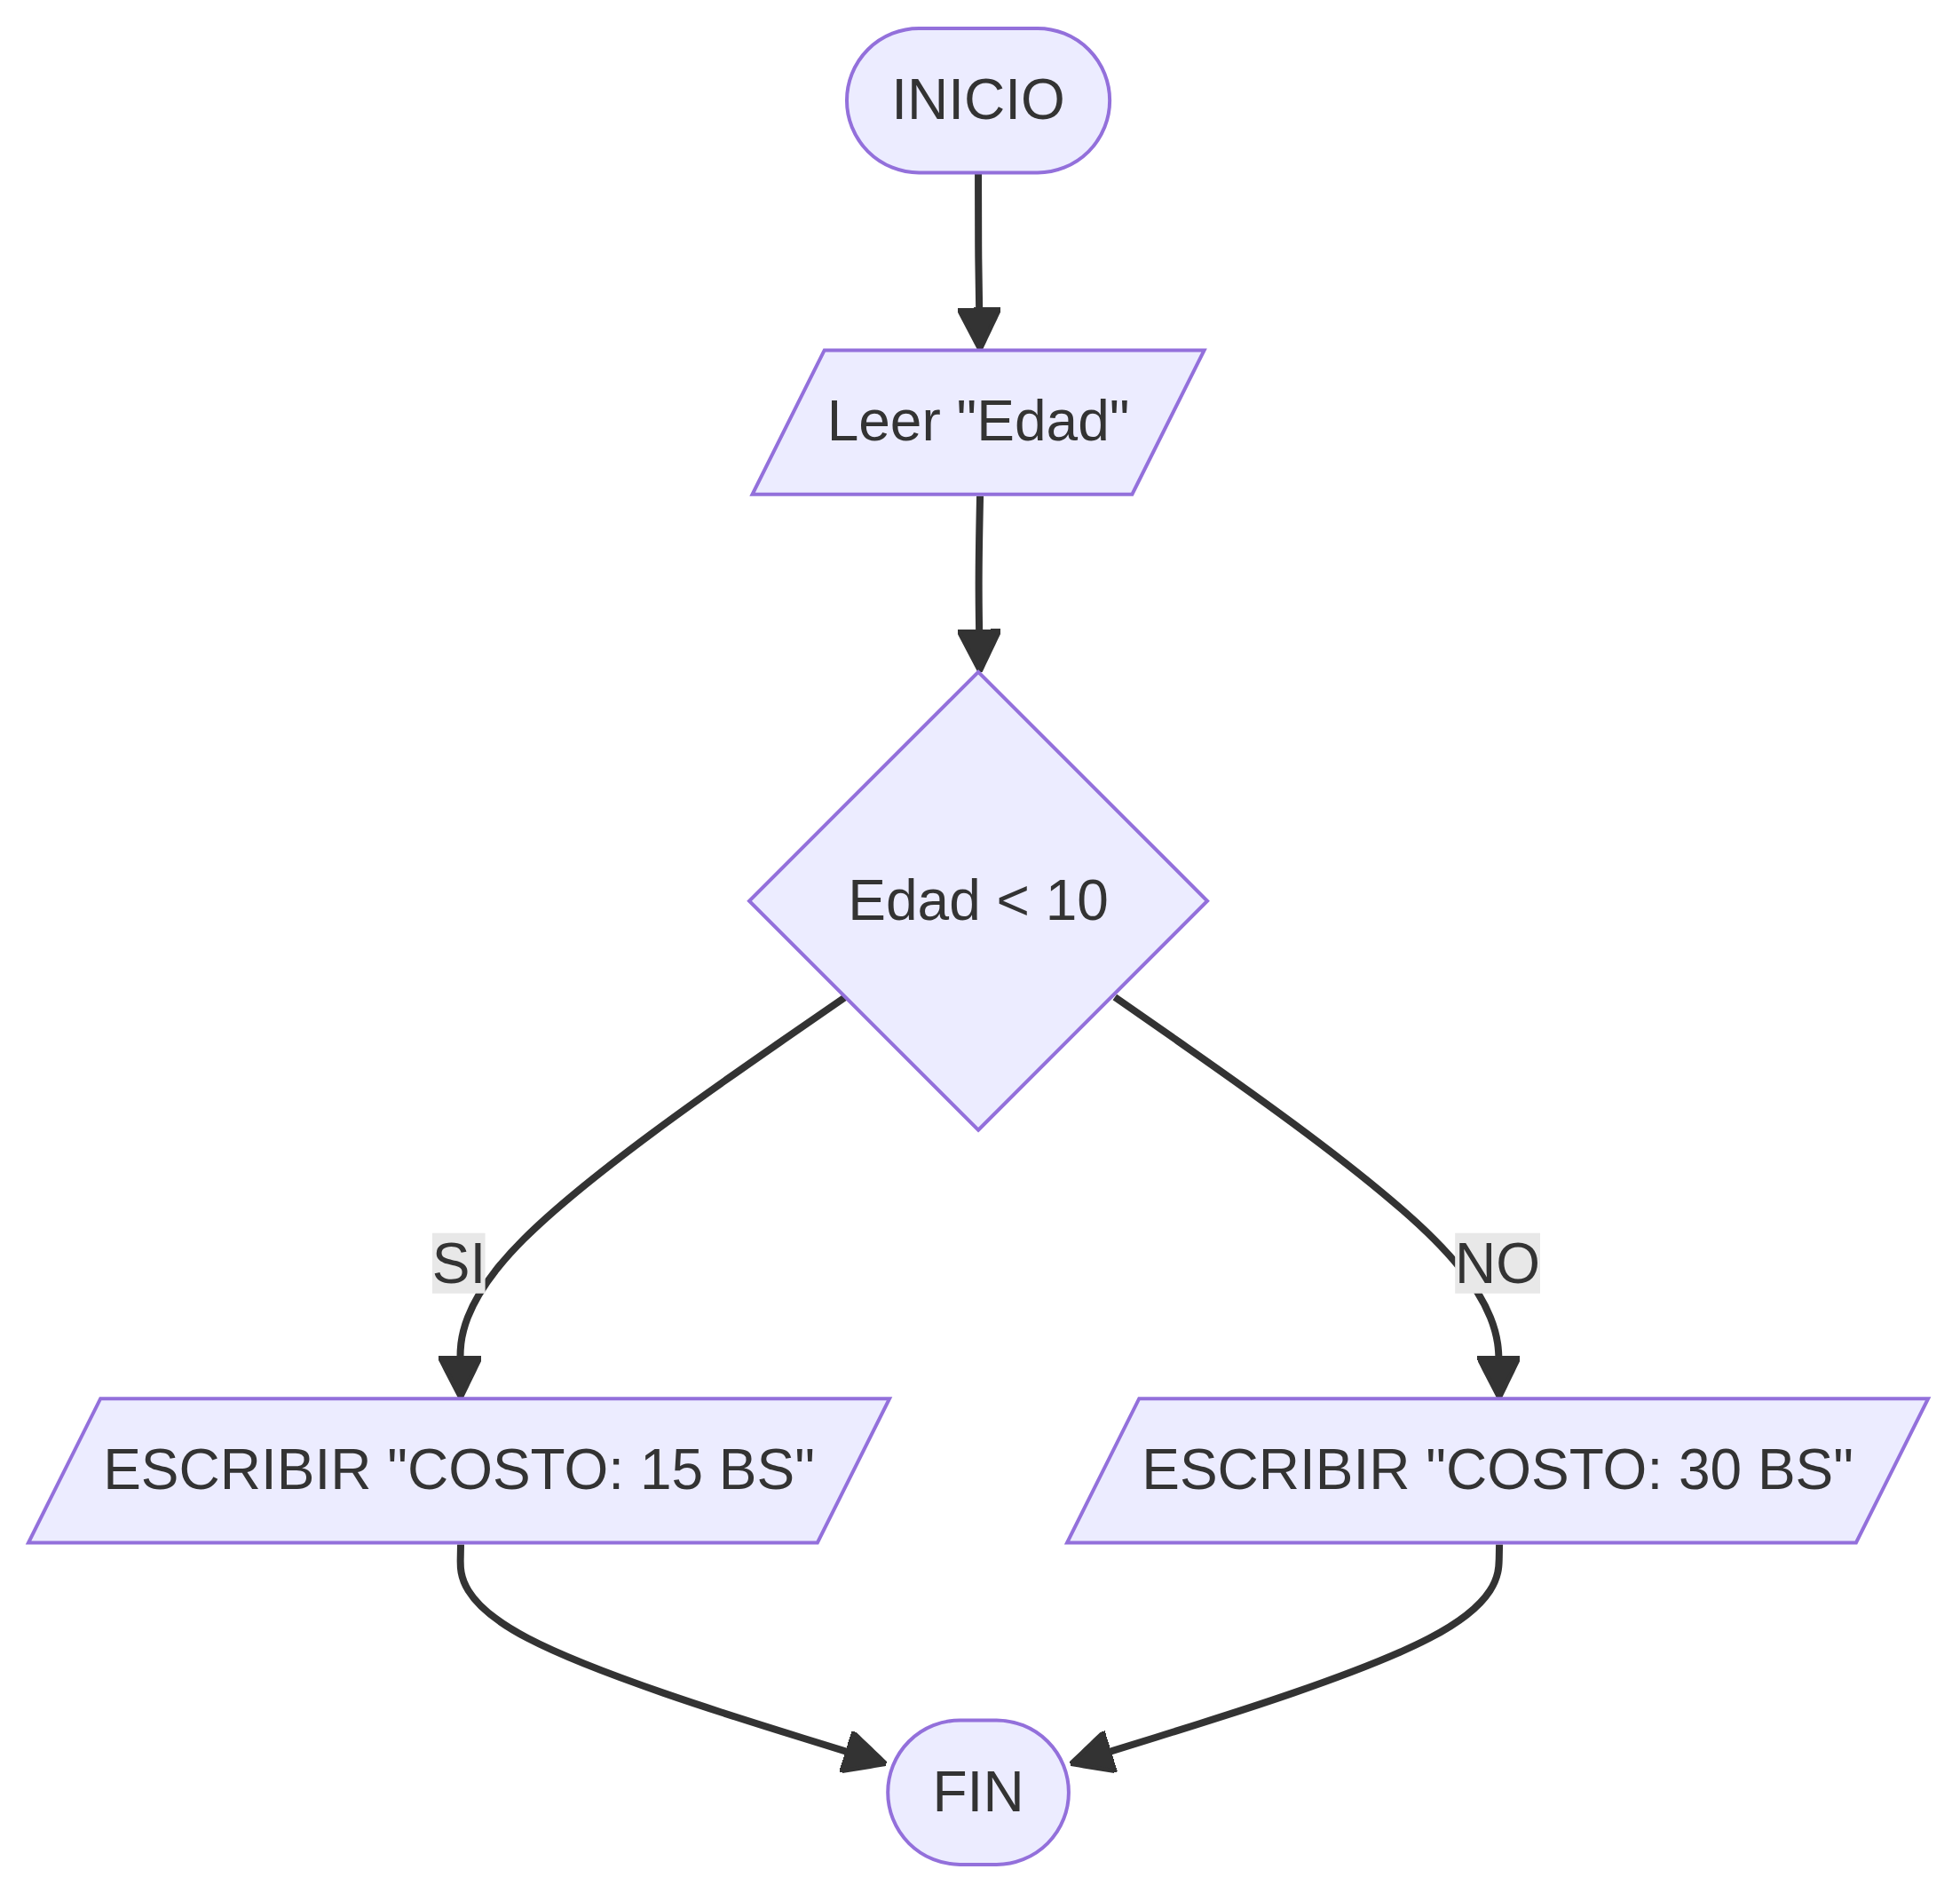 INICIO
Leer "Edad"
Edad < 10
SI
NO
ESCRIBIR "COSTO: 15 BS"
ESCRIBIR "COSTO: 30 BS"
FIN